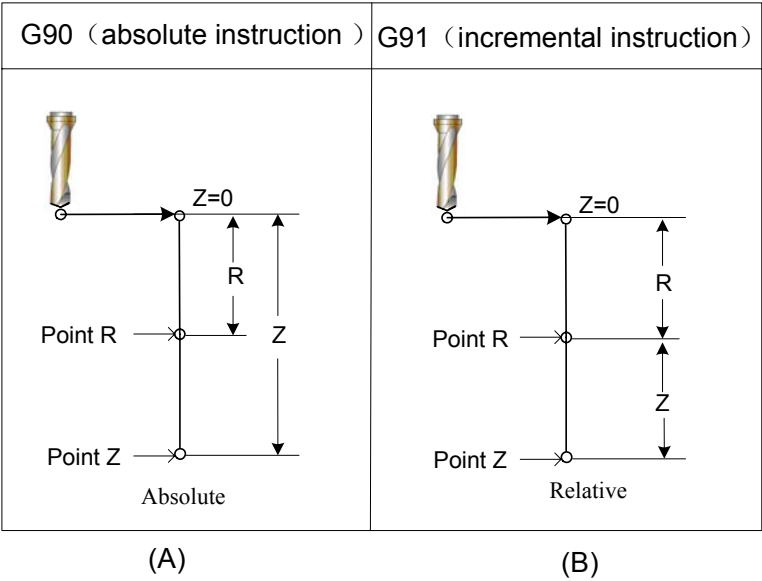 G90（absolute instruction ）
G91（incremental instruction）
Z=0
R
Point R
Z
Point Z
Absolute
Z=0
R
Point R
Z
Point Z
Relative
(A)
(B)